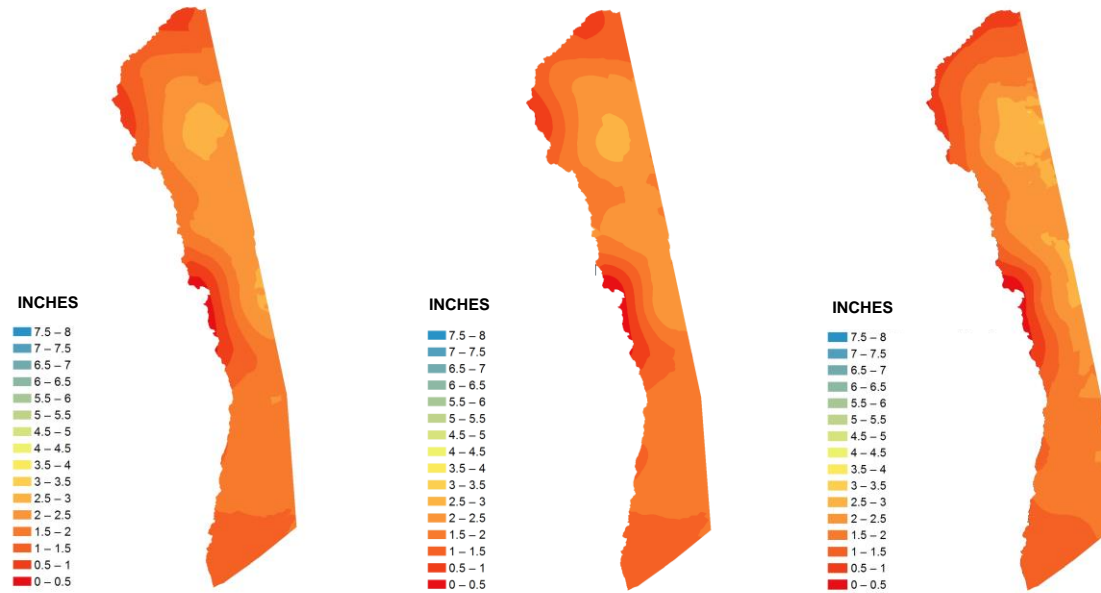 INCHES
7.5 – 8
7 – 7.5
6.5 – 7
6 – 6.5
5.5 – 6
5 – 5.5
4.5 – 5
4 – 4.5
3.5 – 4
3 – 3.5
2.5 – 3
2 – 2.5
1.5 – 2
1 – 1.5
0.5 – 1
0 – 0.5
INCHES
7.5 – 8
7 – 7.5
6.5 – 7
6 – 6.5
5.5 – 6
5 – 5.5
4.5 – 5
4 – 4.5
3.5 – 4
3 – 3.5
2.5 – 3
2 – 2.5
1.5 – 2
1 – 1.5
0.5 – 1
0 – 0.5
INCHES
7.5 – 8
7 – 7.5
6.5 – 7
6 – 6.5
5.5 – 6
5 – 5.5
4.5 – 5
4 – 4.5
3.5 – 4
3 – 3.5
2.5 – 3
2 – 2.5
1.5 – 2
1 – 1.5
0.5 – 1
0 – 0.5